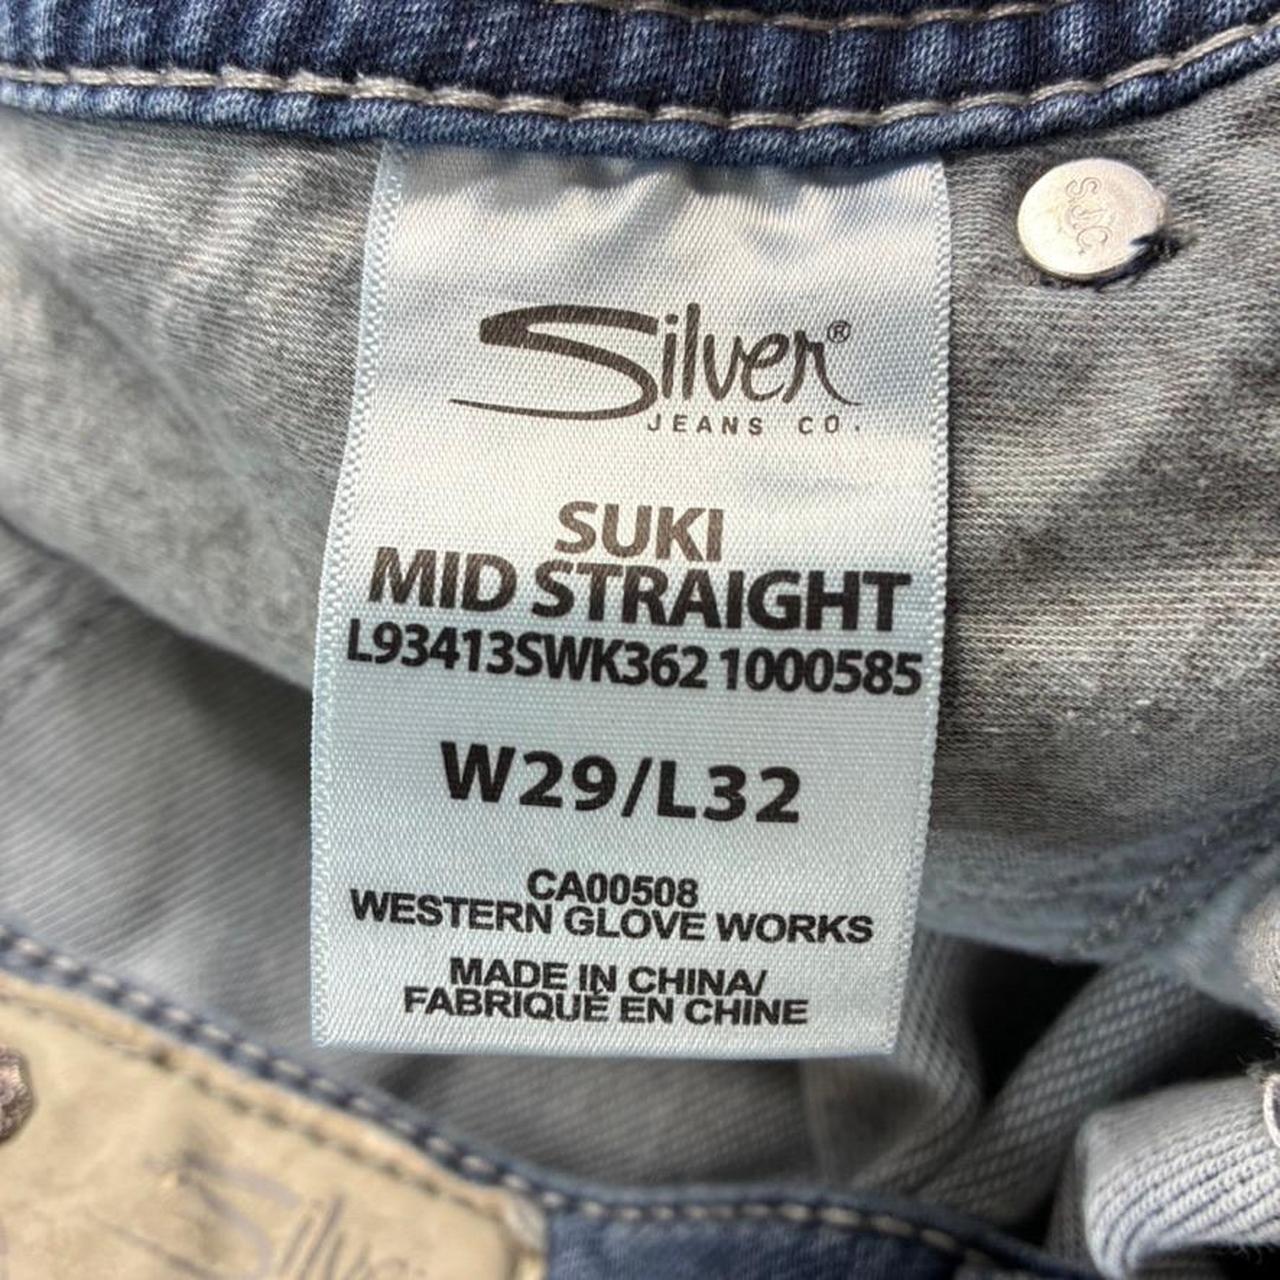 Silver®
JEANS CO.
SUKI
MID STRAIGHT
L93413SWK362 1000585
W29/L32
CA00508
WESTERN GLOVE WORKS
MADE IN CHINA/
FABRIQUÉ EN CHINE
S.J.C.
Silver